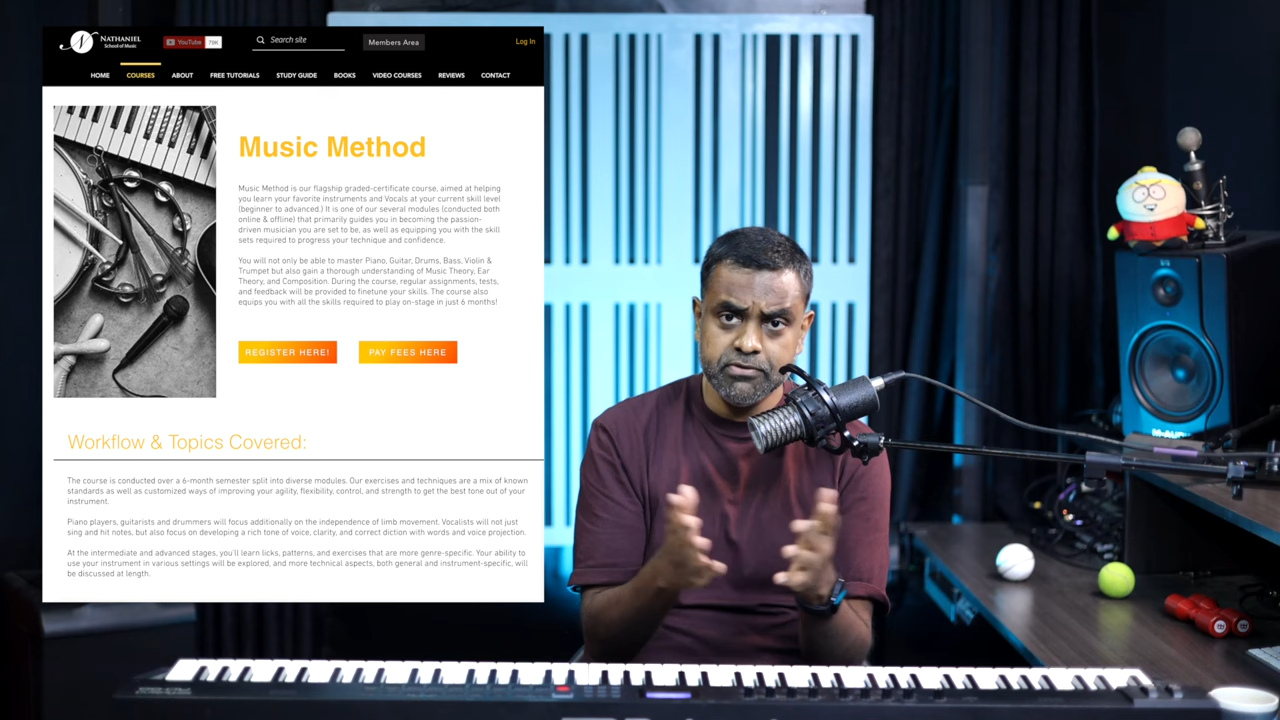 NATHANIEL
School of Music
YouTube 79K
Search site
Members Area
Log In
HOME COURSES ABOUT FREE TUTORIALS STUDY GUIDE BOOKS VIDEO COURSES REVIEWS CONTACT
Music Method
Music Method is our flagship graded-certificate course, aimed at helping
you learn your favorite instruments and Vocals at your current skill level
(beginner to advanced.) It is one of our several modules (conducted both
online & offline) that primarily guides you in becoming the passion-
driven musician you are set to be, as well as equipping you with the skill
sets required to progress your technique and confidence.
You will not only be able to master Piano, Guitar, Drums, Bass, Violin &
Trumpet but also gain a thorough understanding of Music Theory, Ear
Theory, and Composition. During the course, regular assignments, tests,
and feedback will be provided to finetune your skills. The course also
equips you with all the skills required to play on-stage in just 6 months!
REGISTER HERE! PAY FEES HERE
Workflow & Topics Covered:
The course is conducted over a 6-month semester split into diverse modules. Our exercises and techniques are a mix of known
standards as well as customized ways of improving your agility, flexibility, control, and strength to get the best tone out of your
instrument.
Piano players, guitarists and drummers will focus additionally on the independence of limb movement. Vocalists will not just
sing and hit notes, but also focus on developing a rich tone of voice, clarity, and correct diction with words and voice projection.
At the intermediate and advanced stages, you'll learn licks, patterns, and exercises that are more genre-specific. Your ability to
use your instrument in various settings will be explored, and more technical aspects, both general and instrument-specific, will
be discussed at length.
M-AUDIO